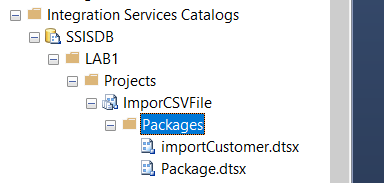 Integration Services Catalogs
SSISDB
LAB1
Projects
ImporCSVFile
Packages
importCustomer.dtsx
Package.dtsx